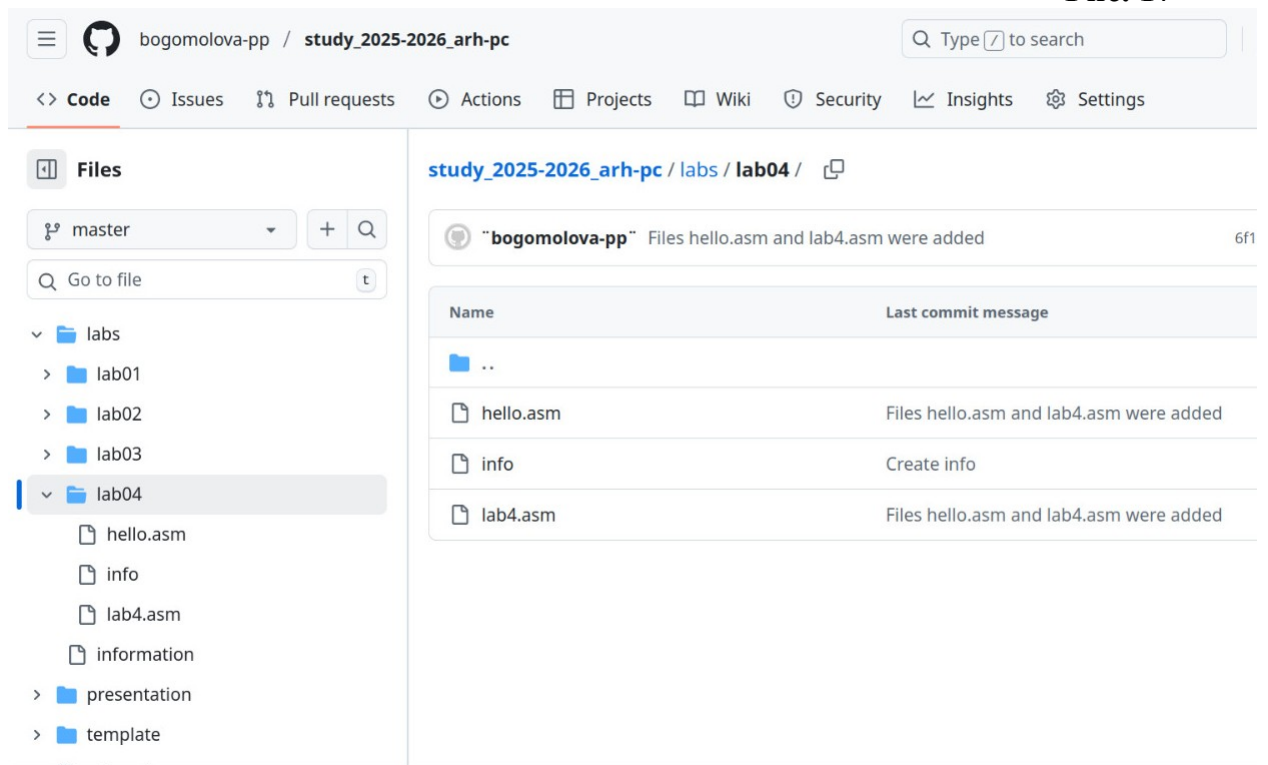 bogomolova-pp / study_2025-2026_arh-pc
Type / to search
<> Code Issues Pull requests Actions Projects Wiki Security Insights Settings
Files
master
Go to file
t
labs
lab01
lab02
lab03
lab04
hello.asm
info
lab4.asm
information
presentation
template
study_2025-2026_arh-pc / labs / lab04 /
¨bogomolova-pp¨ Files hello.asm and lab4.asm were added 6f1
Name Last commit message
..
hello.asm Files hello.asm and lab4.asm were added
info Create info
lab4.asm Files hello.asm and lab4.asm were added